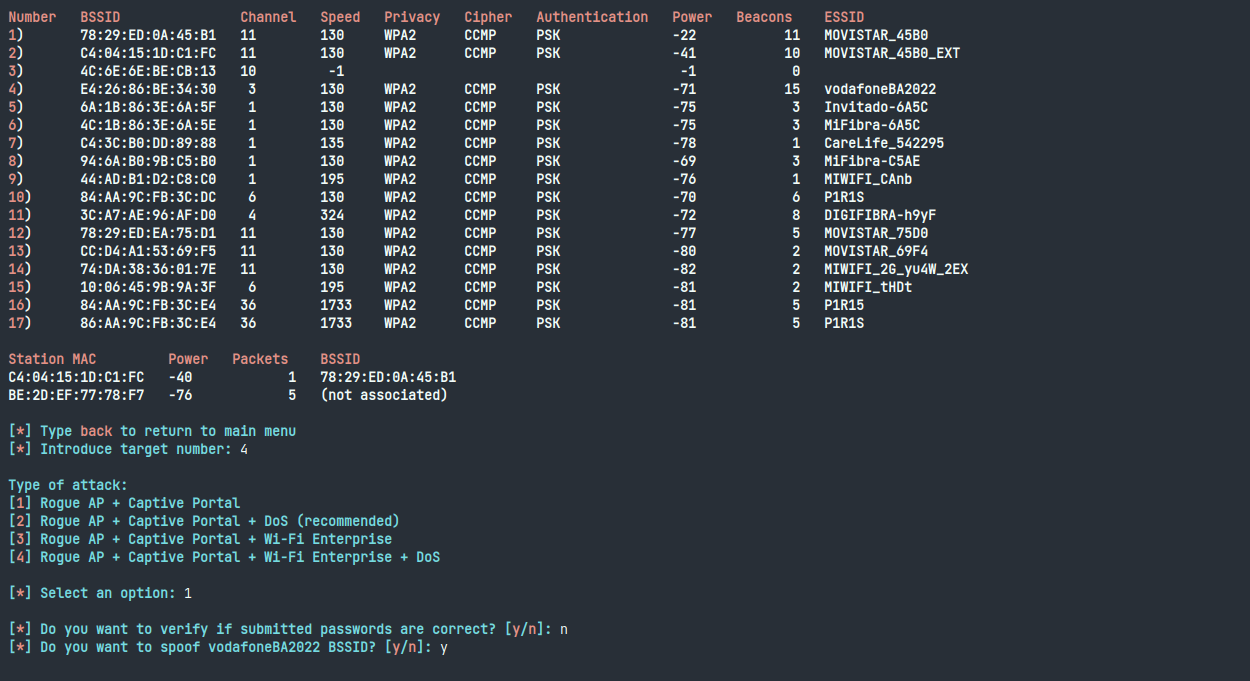 Number BSSID Channel Speed Privacy Cipher Authentication Power Beacons ESSID
1) 78:29:ED:0A:45:B1 11 130 WPA2 CCMP PSK -22 11 MOVISTAR_45B0
2) C4:04:15:1D:C1:FC 11 130 WPA2 CCMP PSK -41 10 MOVISTAR_45B0_EXT
3) 4C:6E:6E:BE:CB:13 10 -1 -1 0
4) E4:26:86:BE:34:30 3 130 WPA2 CCMP PSK -71 15 vodafoneBA2022
5) 6A:1B:86:3E:6A:5F 1 130 WPA2 CCMP PSK -75 3 Invitado-6A5C
6) 4C:1B:86:3E:6A:5E 1 130 WPA2 CCMP PSK -75 3 MiFibra-6A5C
7) C4:3C:B0:DD:89:88 1 135 WPA2 CCMP PSK -78 1 CareLife_542295
8) 94:6A:B0:9B:C5:B0 1 130 WPA2 CCMP PSK -69 3 MiFibra-C5AE
9) 44:AD:B1:D2:C8:C0 1 195 WPA2 CCMP PSK -76 1 MIWIFI_CAnb
10) 84:AA:9C:FB:3C:DC 6 130 WPA2 CCMP PSK -70 6 P1R1S
11) 3C:A7:AE:96:AF:D0 4 324 WPA2 CCMP PSK -72 8 DIGIFIBRA-h9yF
12) 78:29:ED:EA:75:D1 11 130 WPA2 CCMP PSK -77 5 MOVISTAR_75D0
13) CC:D4:A1:53:69:F5 11 130 WPA2 CCMP PSK -80 2 MOVISTAR_69F4
14) 74:DA:38:36:01:7E 11 130 WPA2 CCMP PSK -82 2 MIWIFI_2G_yu4W_2EX
15) 10:06:45:9B:9A:3F 6 195 WPA2 CCMP PSK -81 2 MIWIFI_tHDt
16) 84:AA:9C:FB:3C:E4 36 1733 WPA2 CCMP PSK -81 5 P1R15
17) 86:AA:9C:FB:3C:E4 36 1733 WPA2 CCMP PSK -81 5 P1R1S
Station MAC Power Packets BSSID
C4:04:15:1D:C1:FC -40 1 78:29:ED:0A:45:B1
BE:2D:EF:77:78:F7 -76 5 (not associated)
[*] Type back to return to main menu
[*] Introduce target number: 4
Type of attack:
[1] Rogue AP + Captive Portal
[2] Rogue AP + Captive Portal + DoS (recommended)
[3] Rogue AP + Captive Portal + Wi-Fi Enterprise
[4] Rogue AP + Captive Portal + Wi-Fi Enterprise + DoS
[*] Select an option: 1
[*] Do you want to verify if submitted passwords are correct? [y/n]: n
[*] Do you want to spoof vodafoneBA2022 BSSID? [y/n]: y